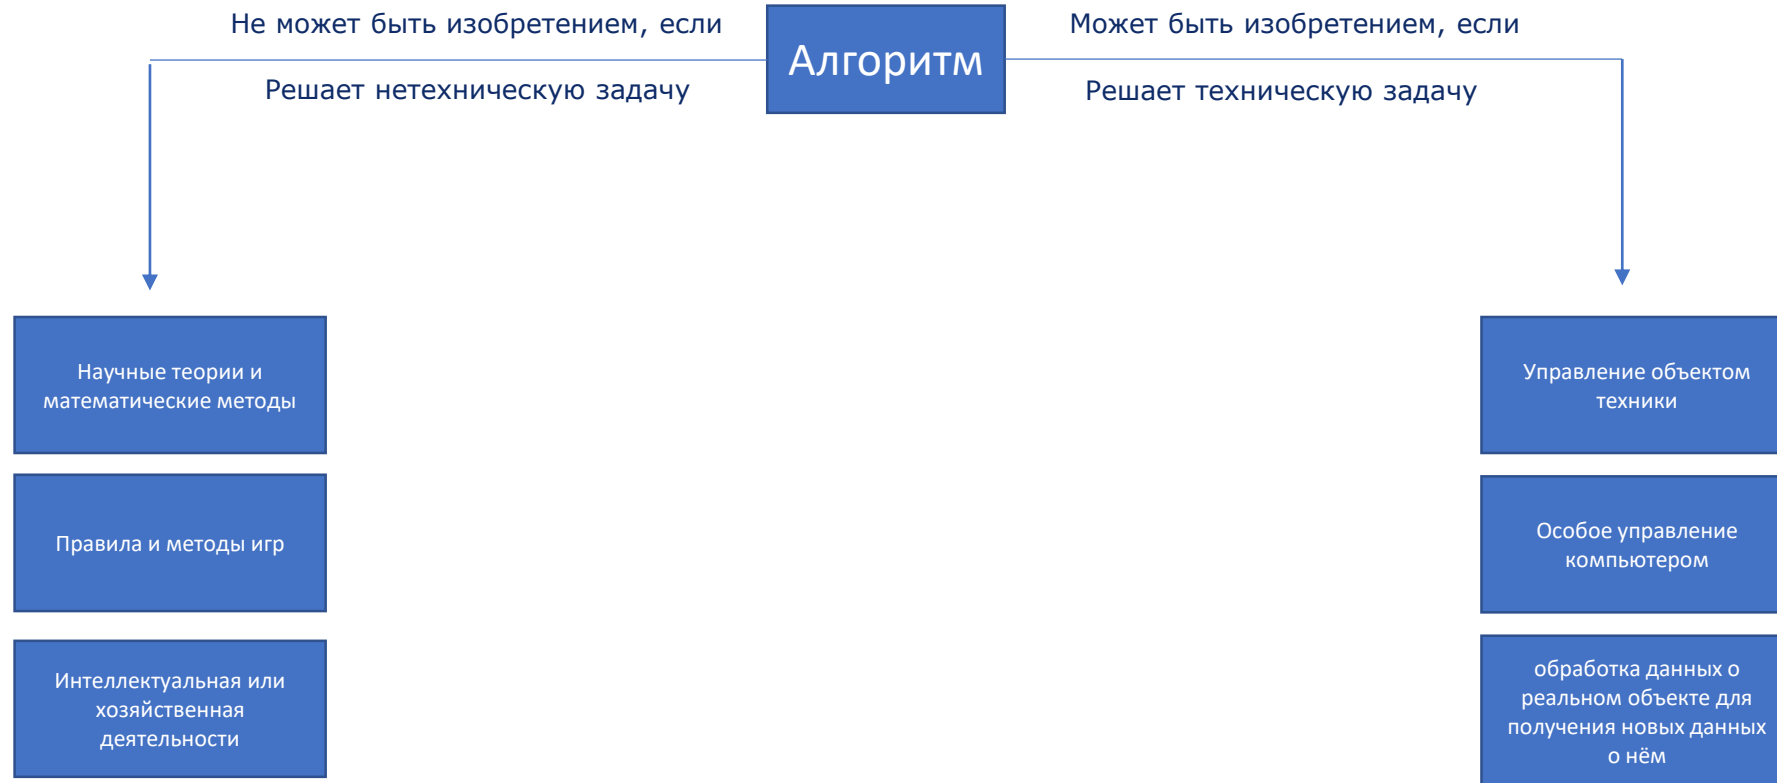 Не может быть изобретением, если
Решает нетехническую задачу
Алгоритм
Может быть изобретением, если
Решает техническую задачу
Научные теории и
математические методы
Правила и методы игр
Интеллектуальная или
хозяйственная
деятельности
Управление объектом
техники
Особое управление
компьютером
обработка данных о
реальном объекте для
получения новых данных
о нём